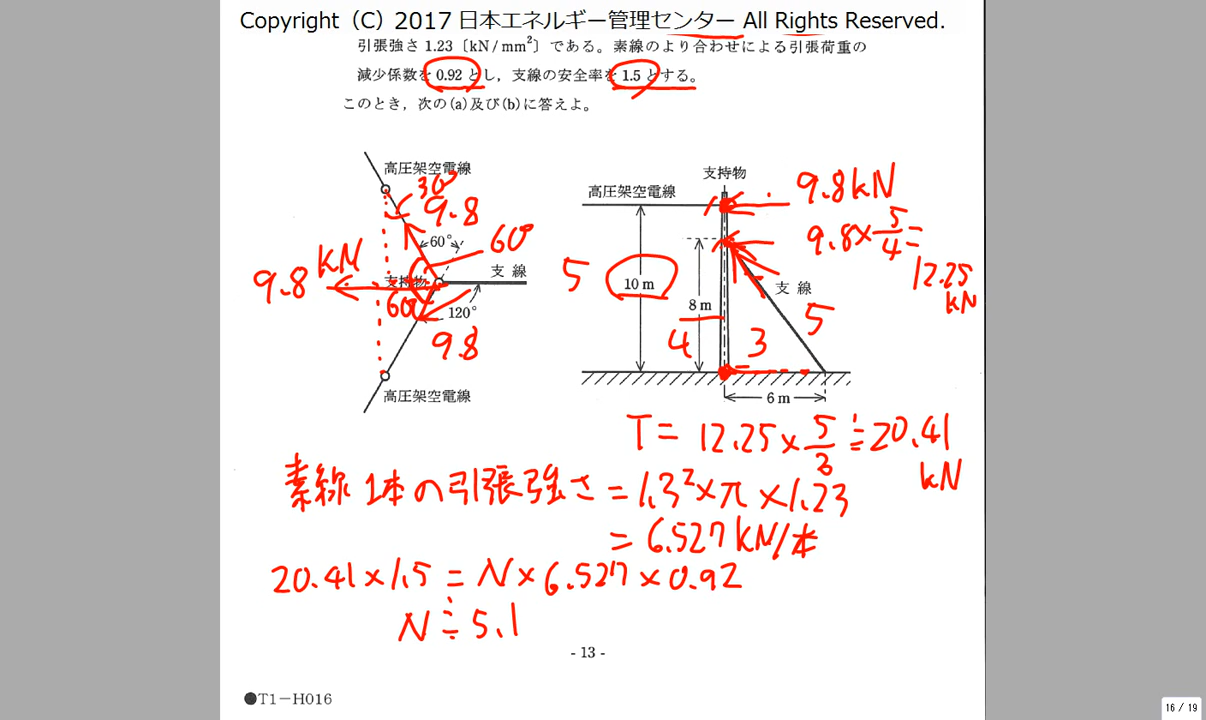 Copyright（C）2017 日本エネルギー管理センター All Rights Reserved.
引張強さ 1.23〔kN/mm²〕である。素線のより合わせによる引張荷重の
減少係数を 0.92 とし，支線の安全率を 1.5 とする。
このとき，次の(a)及び(b)に答えよ。
高圧架空電線
30°
9.8
60°
60°
9.8 kN
支持物
支 線
60°
120°
9.8
高圧架空電線
支持物
高圧架空電線
9.8kN
9.8×5/4=
12.25
kN
5
10 m
8 m
支 線
4
3
5
6 m
T= 12.25×5/3≒20.41
kN
素線 1本の引張強さ =1.3²×π×1.23
= 6.527 kN/本
20.41×1.5 = N×6.527×0.92
N≒5.1
- 13 -
●T1－H016
16 / 19